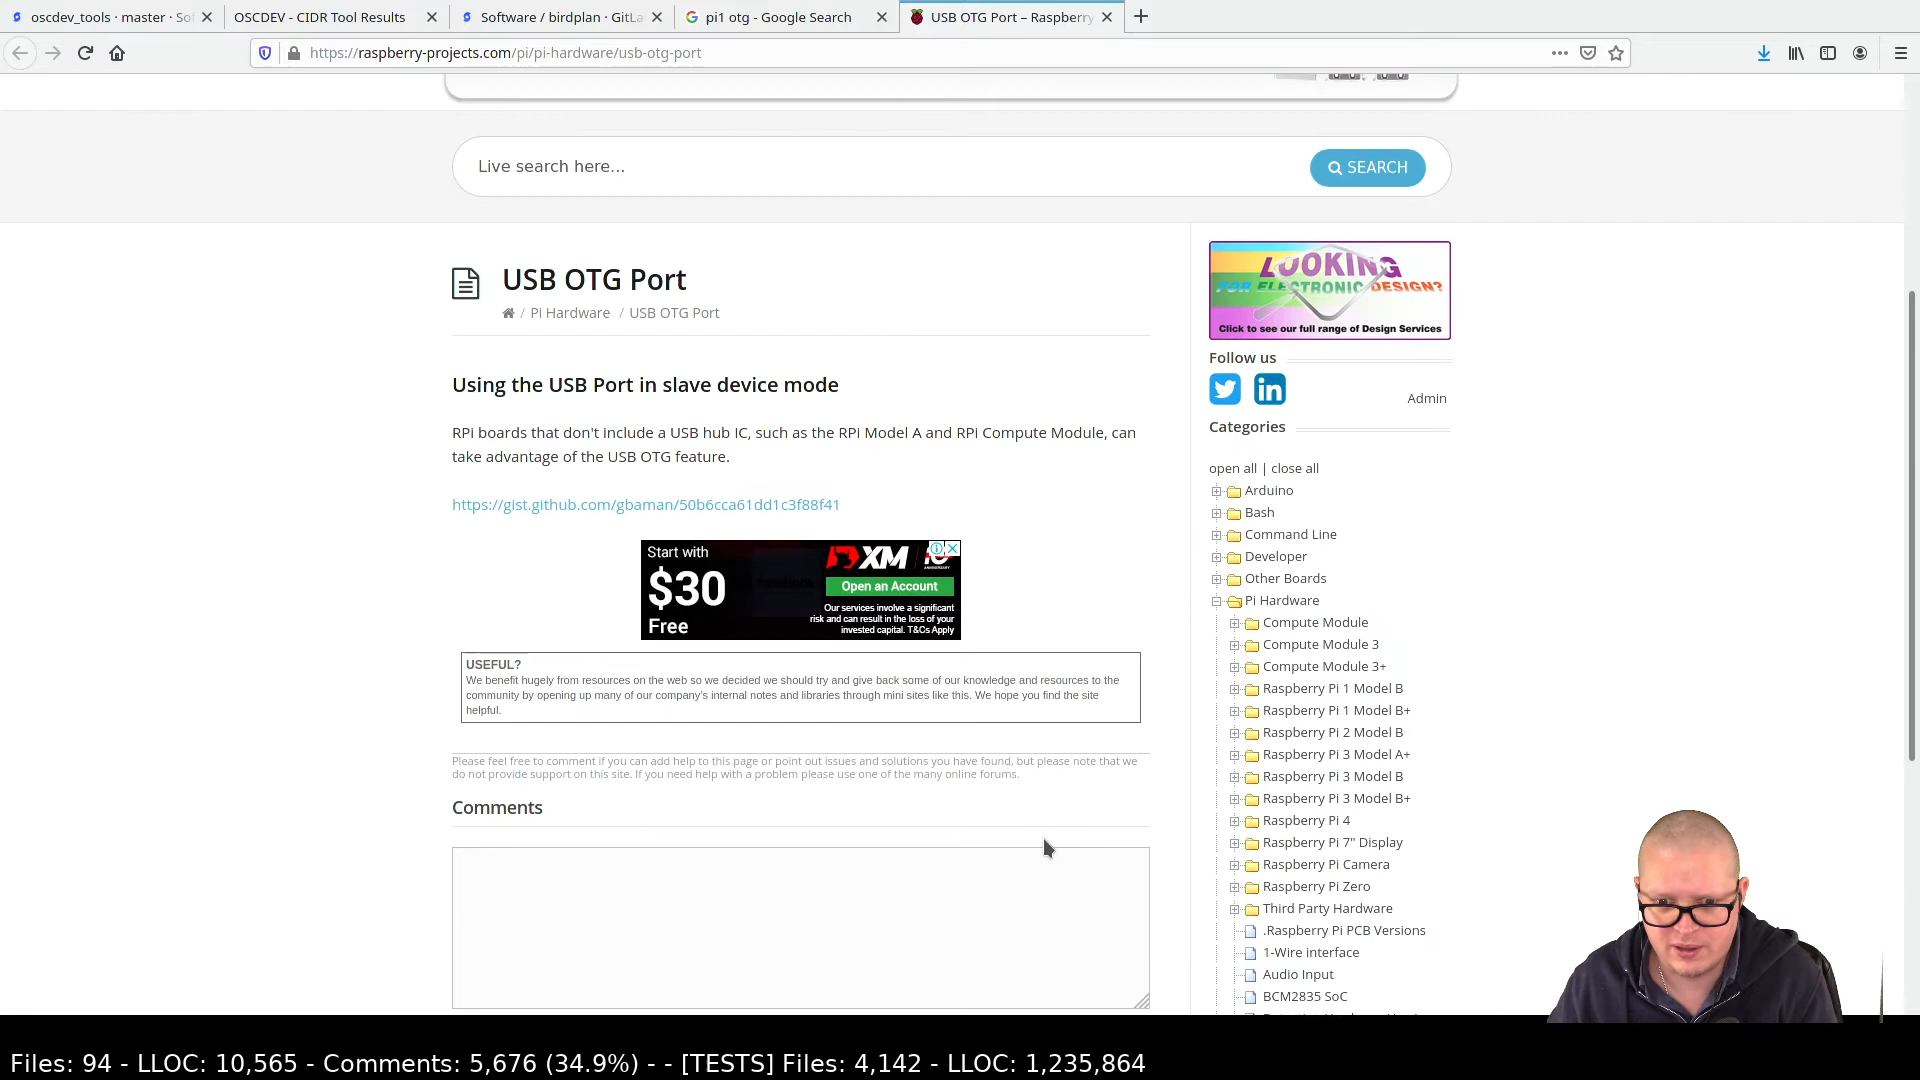 oscdev_tools · master · Sof
OSCDEV - CIDR Tool Results
Software / birdplan · GitLa
pi1 otg - Google Search
USB OTG Port – Raspberry
https://raspberry-projects.com/pi/pi-hardware/usb-otg-port
Live search here...
SEARCH
USB OTG Port
/ Pi Hardware / USB OTG Port
Using the USB Port in slave device mode
RPi boards that don't include a USB hub IC, such as the RPi Model A and RPi Compute Module, can
take advantage of the USB OTG feature.
https://gist.github.com/gbaman/50b6cca61dd1c3f88f41
Start with
$30
Free
XM
Open an Account
Our services involve a significant
risk and can result in the loss of your
invested capital. T&Cs Apply
USEFUL?
We benefit hugely from resources on the web so we decided we should try and give back some of our knowledge and resources to the
community by opening up many of our company's internal notes and libraries through mini sites like this. We hope you find the site
helpful.
Please feel free to comment if you can add help to this page or point out issues and solutions you have found, but please note that we
do not provide support on this site. If you need help with a problem please use one of the many online forums.
Comments
LOOKING
FOR ELECTRONIC DESIGN?
Click to see our full range of Design Services
Follow us
Admin
Categories
open all | close all
Arduino
Bash
Command Line
Developer
Other Boards
Pi Hardware
Compute Module
Compute Module 3
Compute Module 3+
Raspberry Pi 1 Model B
Raspberry Pi 1 Model B+
Raspberry Pi 2 Model B
Raspberry Pi 3 Model A+
Raspberry Pi 3 Model B
Raspberry Pi 3 Model B+
Raspberry Pi 4
Raspberry Pi 7" Display
Raspberry Pi Camera
Raspberry Pi Zero
Third Party Hardware
.Raspberry Pi PCB Versions
1-Wire interface
Audio Input
BCM2835 SoC
Files: 94 - LLOC: 10,565 - Comments: 5,676 (34.9%) - - [TESTS] Files: 4,142 - LLOC: 1,235,864